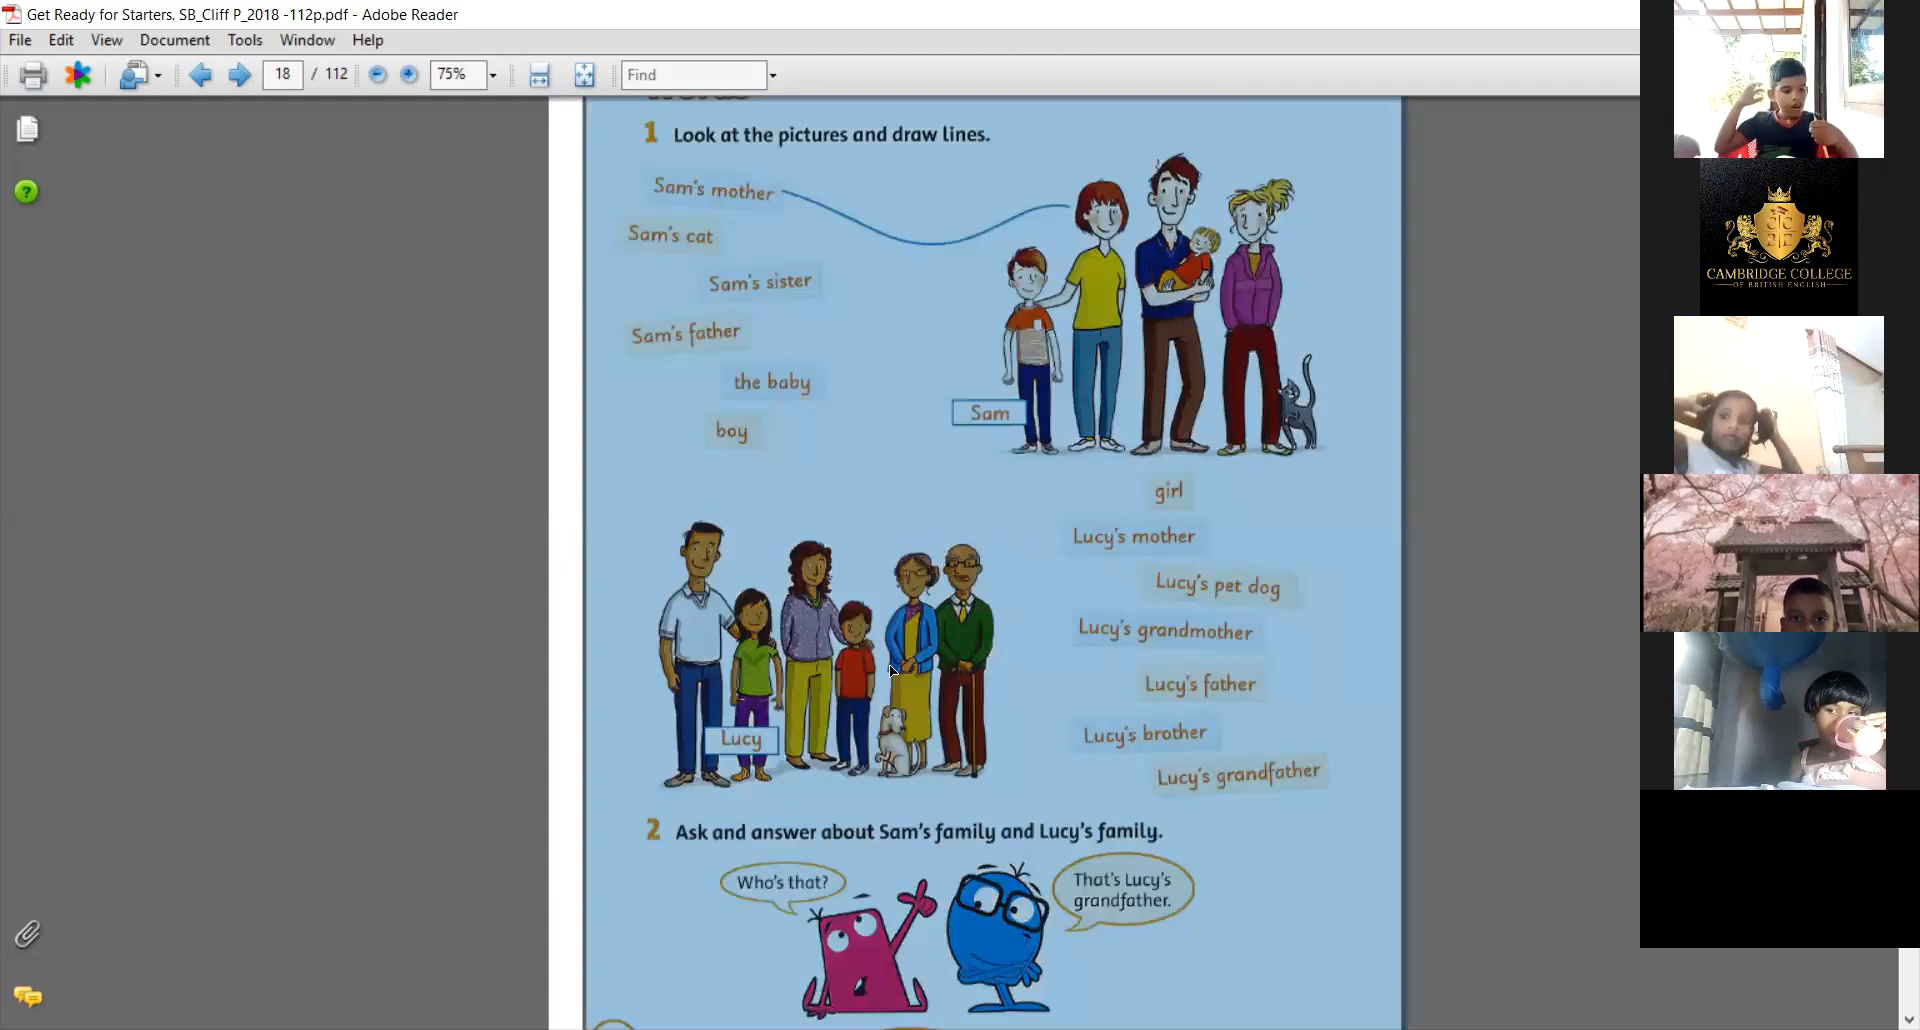 Get Ready for Starters. SB_Cliff P_2018 -112p.pdf - Adobe Reader
File Edit View Document Tools Window Help
18 / 112 75% Find
1 Look at the pictures and draw lines.
Sam's mother
Sam's cat
Sam's sister
Sam's father
the baby
boy
Sam
girl
Lucy's mother
Lucy's pet dog
Lucy's grandmother
Lucy's father
Lucy's brother
Lucy's grandfather
Lucy
2 Ask and answer about Sam's family and Lucy's family.
Who's that?
That's Lucy's
grandfather.
CAMBRIDGE COLLEGE
OF BRITISH ENGLISH